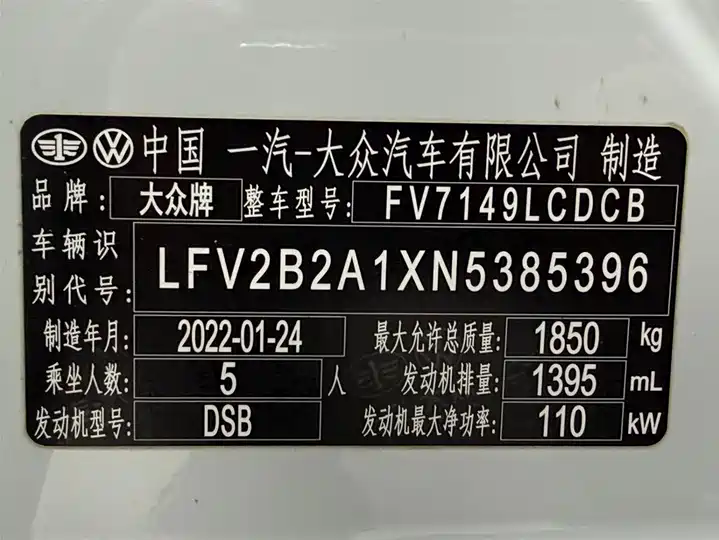 中国 一汽-大众汽车有限公司 制造
品牌: 大众牌 整车型号: FV7149LCDCB
车辆识别代号: LFV2B2A1XN5385396
制造年月: 2022-01-24 最大允许总质量: 1850 kg
乘坐人数: 5 人 发动机排量: 1395 mL
发动机型号: DSB 发动机最大净功率: 110 kW